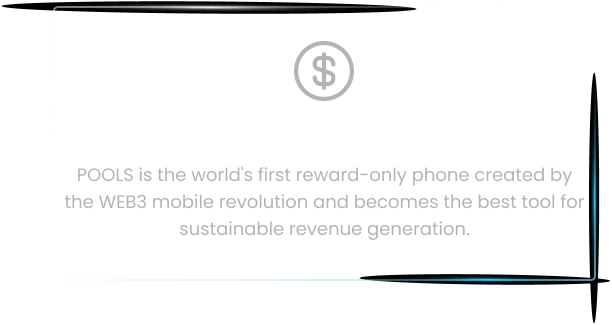 POOLS is the world's first reward-only phone created by
the WEB3 mobile revolution and becomes the best tool for
sustainable revenue generation.